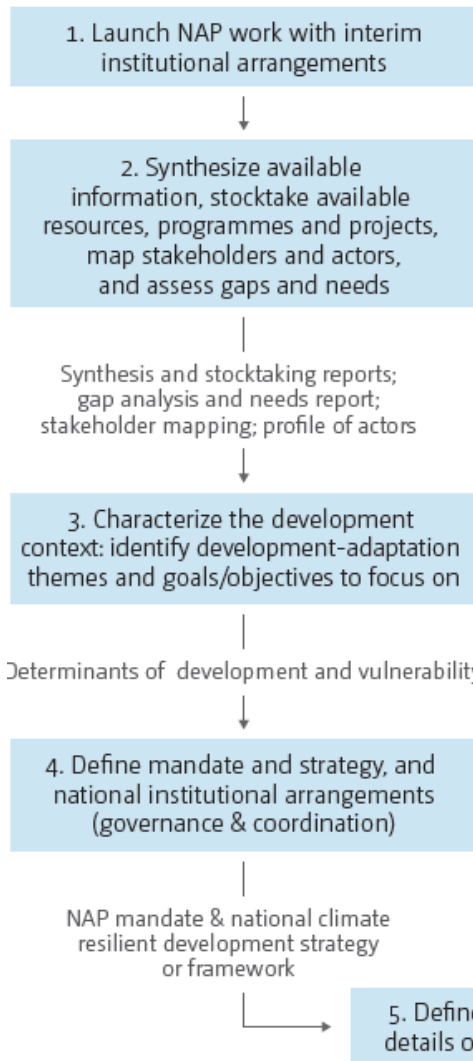 1. Launch NAP work with interim
institutional arrangements
2. Synthesize available
information, stocktake available
resources, programmes and projects,
map stakeholders and actors,
and assess gaps and needs
Synthesis and stocktaking reports;
gap analysis and needs report;
stakeholder mapping; profile of actors
3. Characterize the development
context: identify development-adaptation
themes and goals/objectives to focus on
Determinants of development and vulnerability
4. Define mandate and strategy, and
national institutional arrangements
(governance & coordination)
NAP mandate & national climate
resilient development strategy
or framework
5. Define
details o